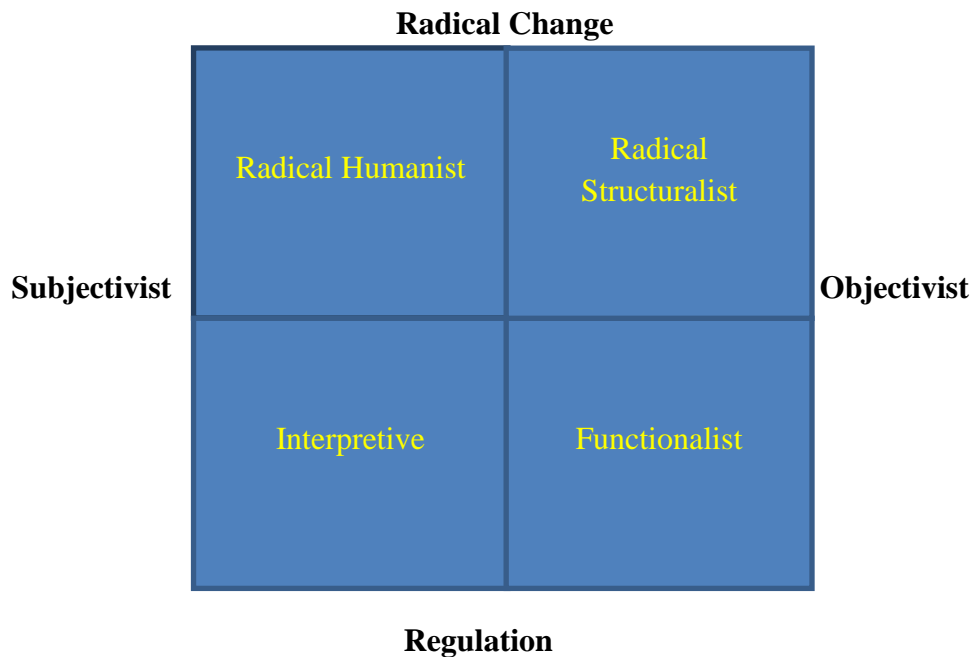 Radical Change
Radical Humanist
Radical
Structuralist
Subjectivist
Objectivist
Interpretive
Functionalist
Regulation